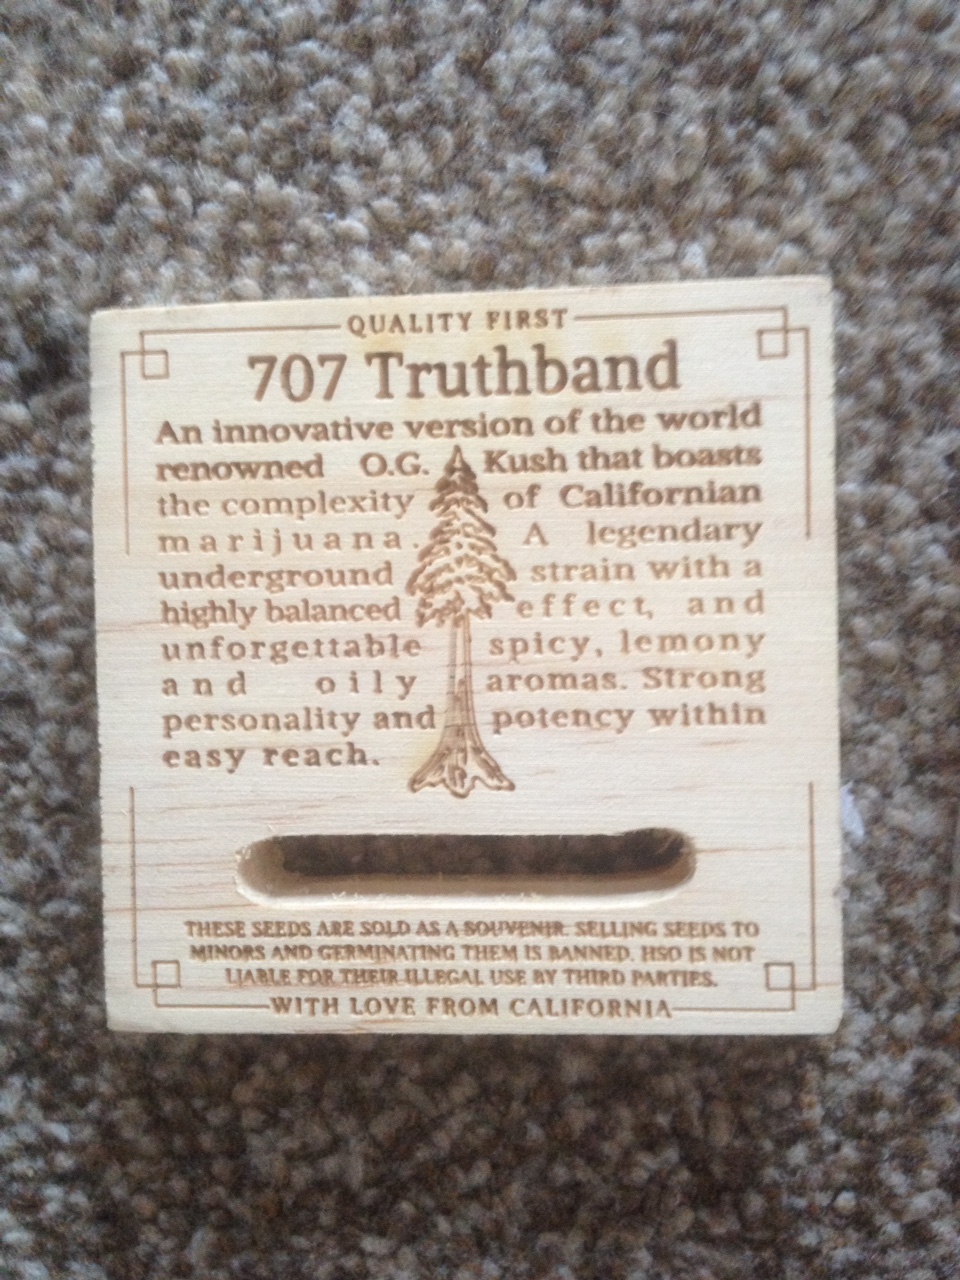 QUALITY FIRST
707 Truthband
An innovative version of the world
renowned O.G. Kush that boasts
the complexity of Californian
marijuana. A legendary
underground strain with a
highly balanced effect, and
unforgettable spicy, lemony
and oily aromas. Strong
personality and potency within
easy reach.
THESE SEEDS ARE SOLD AS A SOUVENIR. SELLING SEEDS TO
MINORS AND GERMINATING THEM IS BANNED. HSO IS NOT
LIABLE FOR THEIR ILLEGAL USE BY THIRD PARTIES.
WITH LOVE FROM CALIFORNIA